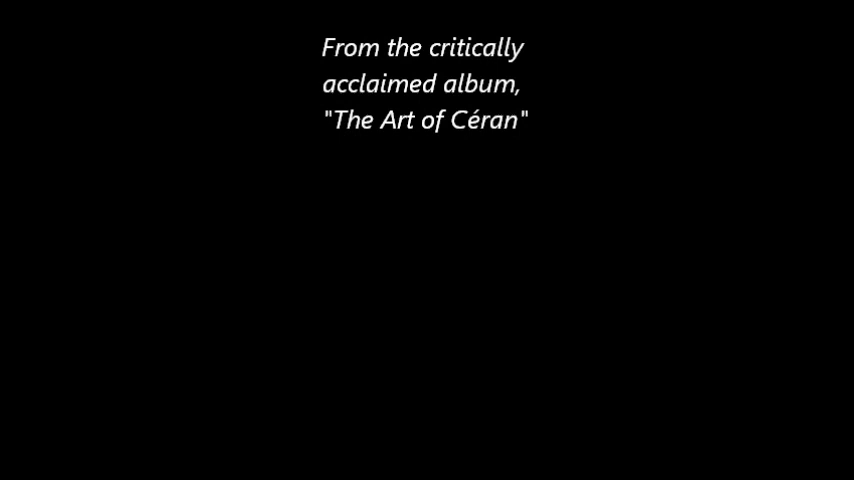 From the critically
acclaimed album,
"The Art of Céran"